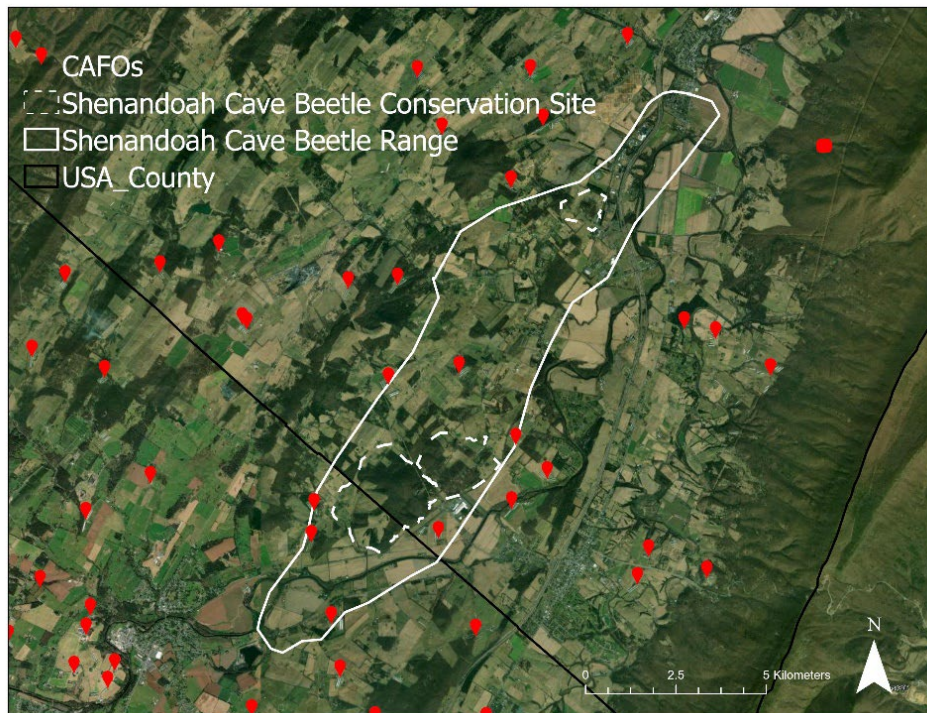 CAFOs
Shenandoah Cave Beetle Conservation Site
Shenandoah Cave Beetle Range
USA_County
N
0 2.5 5 Kilometers